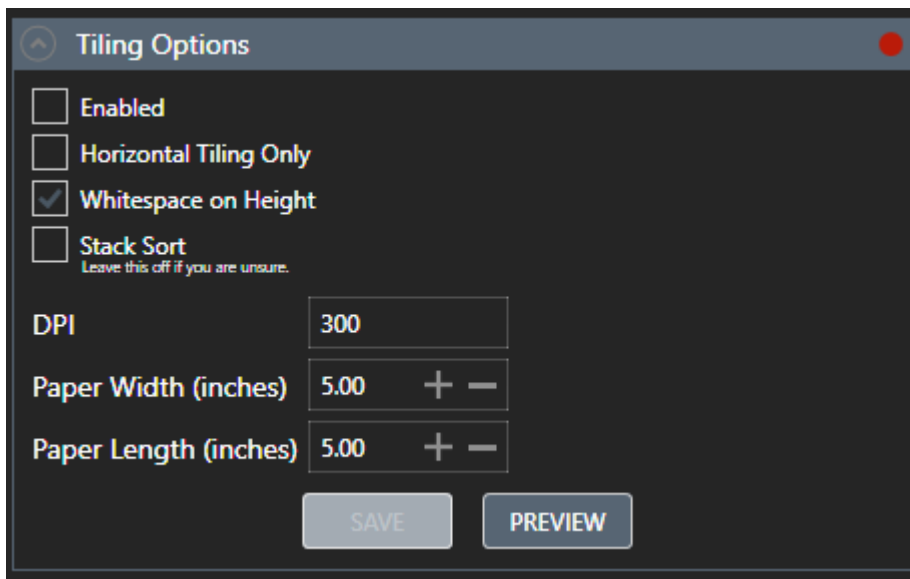 Tiling Options
Enabled
Horizontal Tiling Only
Whitespace on Height
Stack Sort
Leave this off if you are unsure.
DPI 300
Paper Width (inches) 5.00
Paper Length (inches) 5.00
SAVE PREVIEW